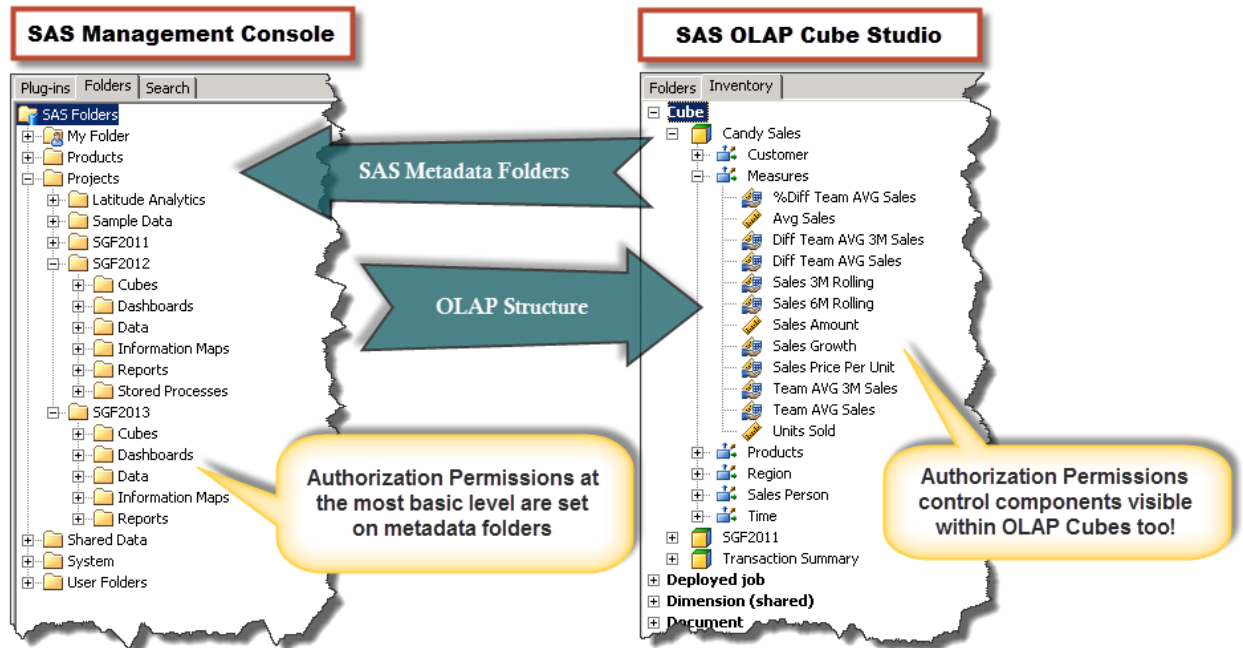 SAS Management Console
Plug-ins Folders Search
SAS Folders
My Folder
Products
Projects
Latitude Analytics
Sample Data
SGF2011
SGF2012
Cubes
Dashboards
Data
Information Maps
Reports
Stored Processes
SGF2013
Cubes
Dashboards
Data
Information Maps
Reports
Shared Data
System
User Folders
SAS Metadata Folders
OLAP Structure
Authorization Permissions at
the most basic level are set
on metadata folders
SAS OLAP Cube Studio
Folders Inventory
Cube
Candy Sales
Customer
Measures
%Diff Team AVG Sales
Avg Sales
Diff Team AVG 3M Sales
Diff Team AVG Sales
Sales 3M Rolling
Sales 6M Rolling
Sales Amount
Sales Growth
Sales Price Per Unit
Team AVG 3M Sales
Team AVG Sales
Units Sold
Products
Region
Sales Person
Time
SGF2011
Transaction Summary
Deployed job
Dimension (shared)
Document
Authorization Permissions
control components visible
within OLAP Cubes too!